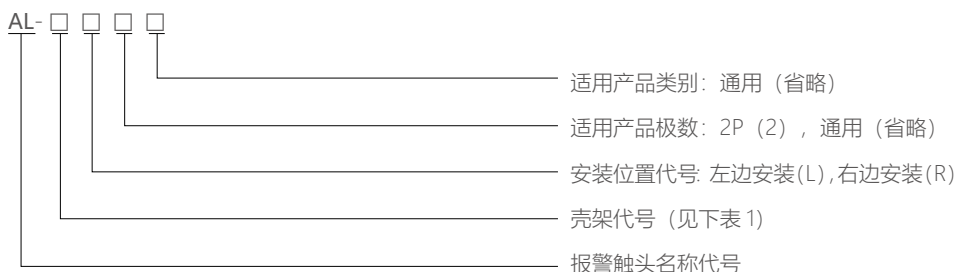 AL-□ □ □ □
适用产品类别：通用（省略）
适用产品极数：2P（2），通用（省略）
安装位置代号: 左边安装(L),右边安装(R)
壳架代号（见下表1）
报警触头名称代号